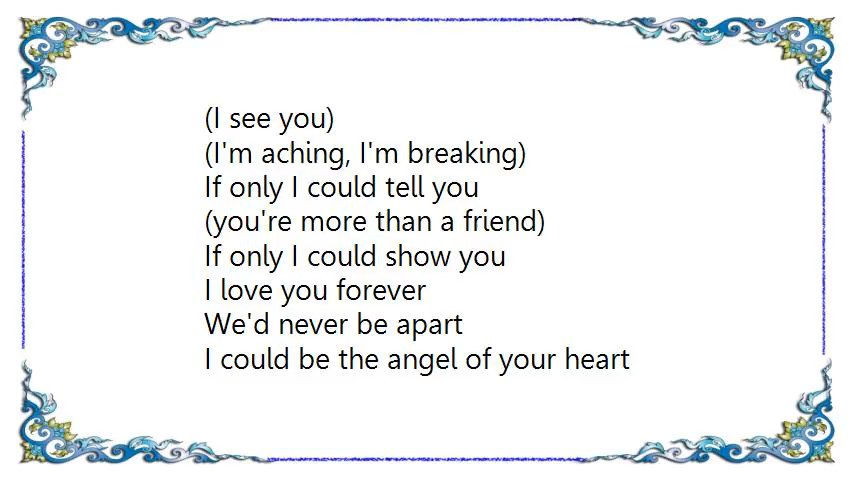 (I see you)
(I'm aching, I'm breaking)
If only I could tell you
(you're more than a friend)
If only I could show you
I love you forever
We'd never be apart
I could be the angel of your heart